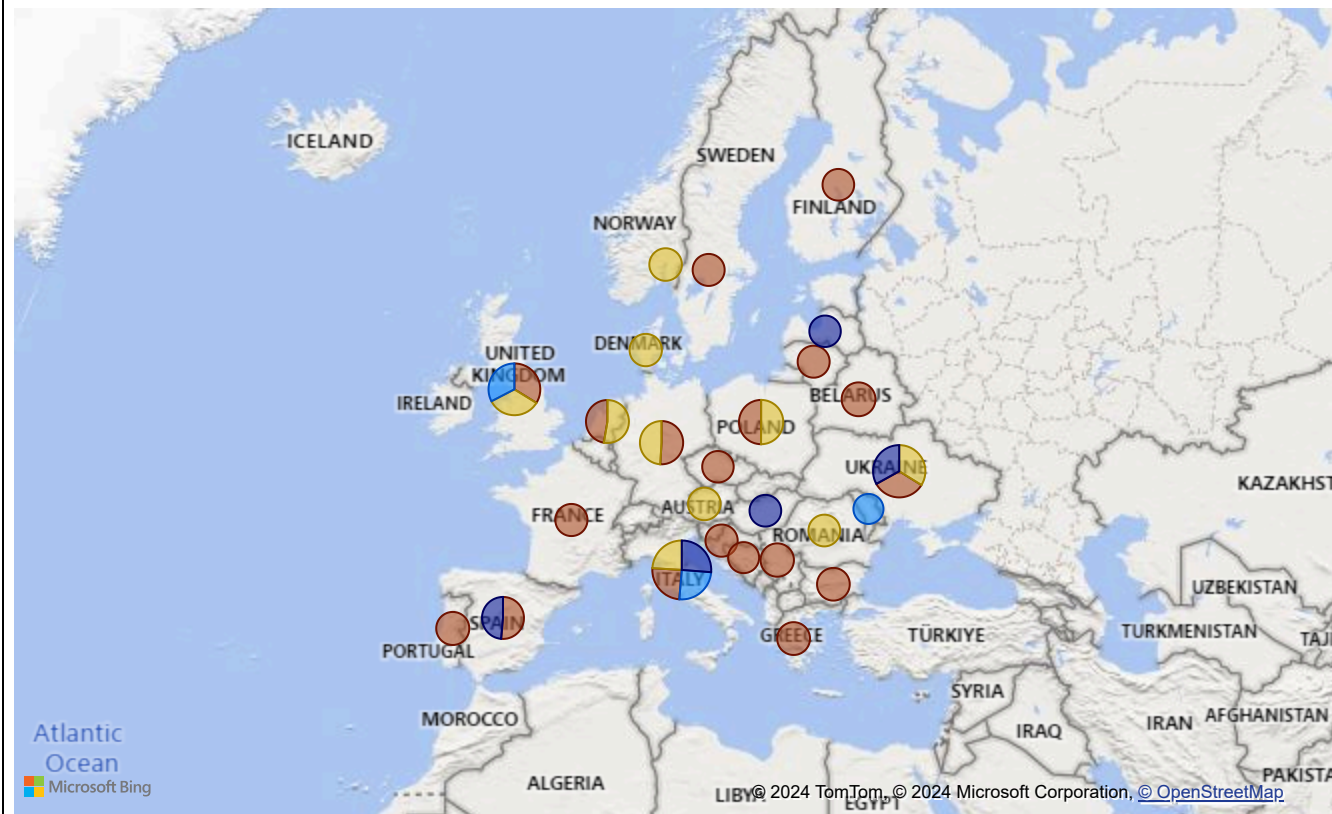 ICELAND
SWEDEN
FINLAND
NORWAY
DENMARK
UNITED
KINGDOM
IRELAND
BELARUS
POLAND
UKRAINE
KAZAKHST
FRANCE
AUSTRIA
ROMANIA
ITALY
UZBEKISTAN
SPAIN
PORTUGAL
GREECE
TÜRKIYE
TURKMENISTAN
TAJI
SYRIA
MOROCCO
IRAQ
IRAN
AFGHANISTAN
Atlantic
Ocean
Microsoft Bing
ALGERIA
LIBYA
EGYPT
PAKISTA
© 2024 TomTom, © 2024 Microsoft Corporation, © OpenStreetMap